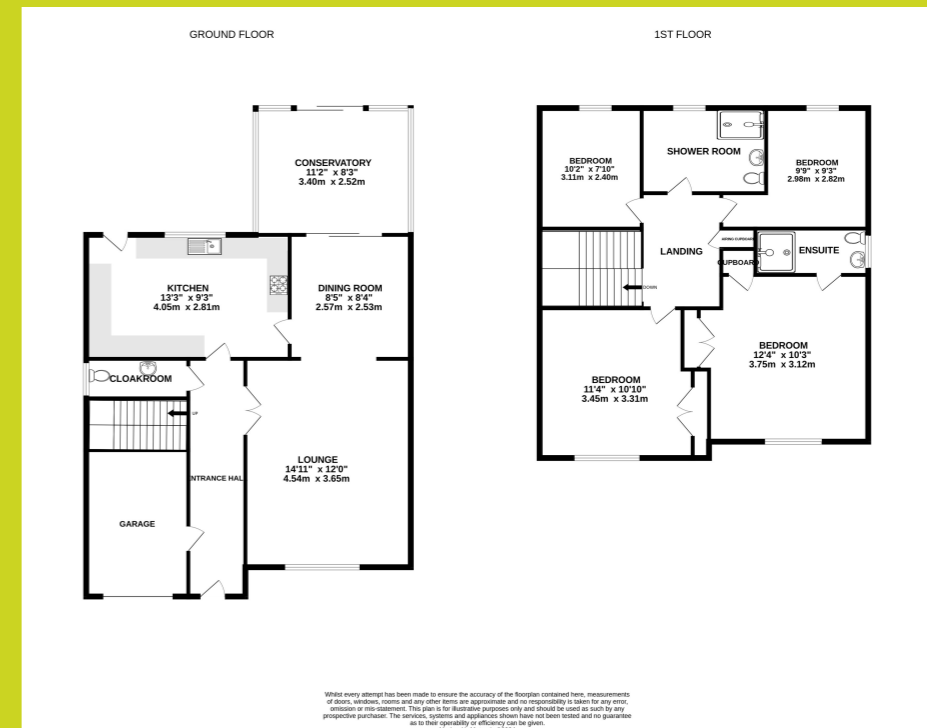 GROUND FLOOR
1ST FLOOR
CONSERVATORY
11'2" x 8'3"
3.40m x 2.52m
KITCHEN
13'3" x 9'3"
4.05m x 2.81m
DINING ROOM
8'5" x 8'4"
2.57m x 2.53m
CLOAKROOM
UP
LOUNGE
14'11" x 12'0"
4.54m x 3.65m
ENTRANCE HALL
GARAGE
BEDROOM
10'2" x 7'10"
3.11m x 2.40m
SHOWER ROOM
BEDROOM
9'9" x 9'3"
2.98m x 2.82m
LANDING
AIRING CUPBOARD
CUPBOARD
ENSUITE
DOWN
BEDROOM
12'4" x 10'3"
3.75m x 3.12m
BEDROOM
11'4" x 10'10"
3.45m x 3.31m
Whilst every attempt has been made to ensure the accuracy of the floorplan contained here, measurements
of doors, windows, rooms and any other items are approximate and no responsibility is taken for any error,
omission or mis-statement. This plan is for illustrative purposes only and should be used as such by any
prospective purchaser. The services, systems and appliances shown have not been tested and no guarantee
as to their operability or efficiency can be given.